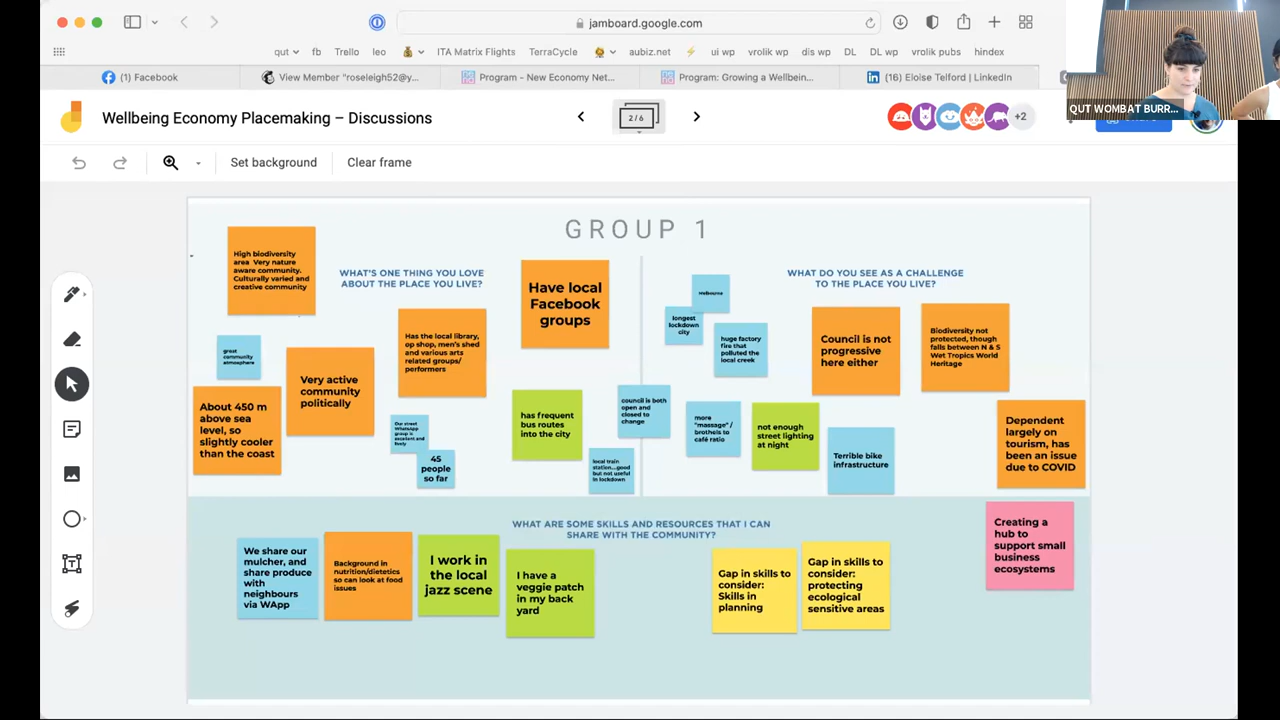 jamboard.google.com
qut
fb
Trello
leo
ITA Matrix Flights
TerraCycle
aubiz.net
ui wp
vrolik wp
dis wp
DL
DL wp
vrolik pubs
hindex
(1) Facebook
View Member "roseleigh52@y...
Program - New Economy Net...
Program: Growing a Wellbein...
(16) Eloise Telford | LinkedIn
QUT WOMBAT BURR...
Wellbeing Economy Placemaking – Discussions
2/6
+2
Set background
Clear frame
GROUP 1
High biodiversity
area Very nature
aware community.
Culturally varied and
creative community
WHAT'S ONE THING YOU LOVE
ABOUT THE PLACE YOU LIVE?
great
community
atmosphere
Very active
community
politically
About 450 m
above sea
level, so
slightly cooler
than the coast
Has the local library,
op shop, men's shed
and various arts
related groups/
performers
Our street
WhatsApp
group is
excellent and
lively
45
people
so far
Have local
Facebook
groups
has frequent
bus routes
into the city
local train
station...good
but not useful
in lockdown
council is both
open and
closed to
change
WHAT DO YOU SEE AS A CHALLENGE
TO THE PLACE YOU LIVE?
melbourne
longest
lockdown
city
huge factory
fire that
polluted the
local creek
more
"massage" /
brothels to
café ratio
not enough
street lighting
at night
Council is not
progressive
here either
Terrible bike
infrastructure
Biodiversity not
protected, though
falls between N & S
Wet Tropics World
Heritage
Dependent
largely on
tourism, has
been an issue
due to COVID
WHAT ARE SOME SKILLS AND RESOURCES THAT I CAN
SHARE WITH THE COMMUNITY?
We share our
mulcher, and
share produce
with
neighbours
via WApp
Background in
nutrition/dietetics
so can look at food
issues
I work in
the local
jazz scene
I have a
veggie patch
in my back
yard
Gap in skills to
consider:
Skills in
planning
Gap in skills to
consider:
protecting
ecological
sensitive areas
Creating a
hub to
support small
business
ecosystems